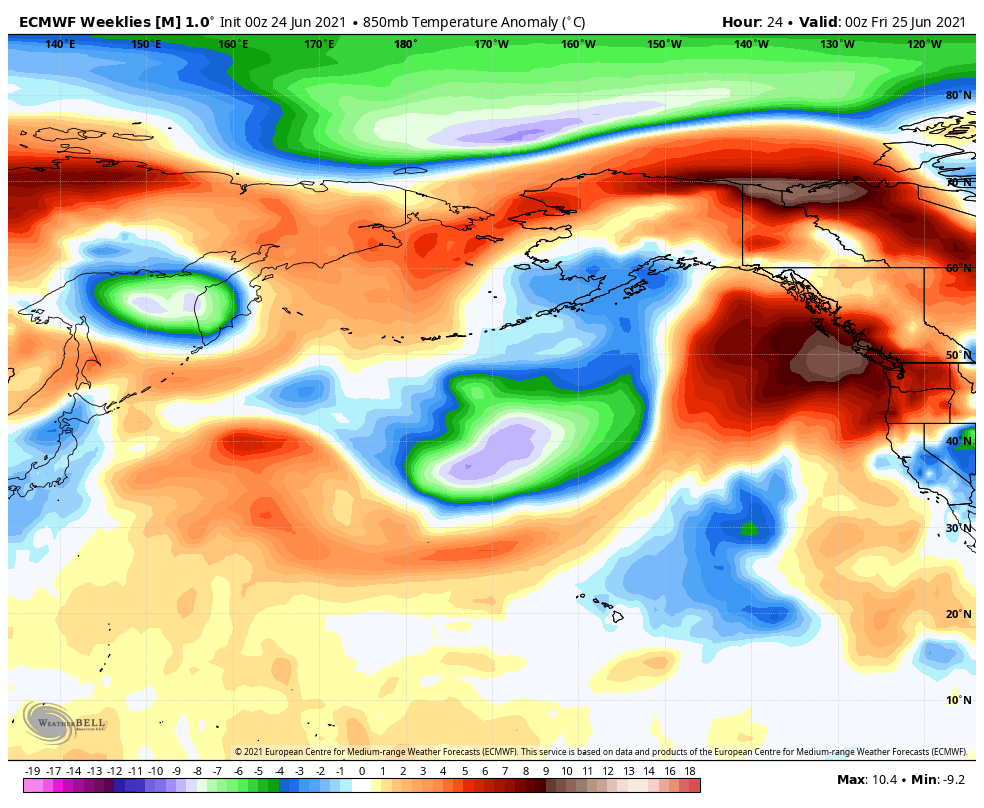 ECMWF Weeklies [M] 1.0° Init 00z 24 Jun 2021 • 850mb Temperature Anomaly (°C)
Hour: 24 • Valid: 00z Fri 25 Jun 2021
140°E 150°E 160°E 170°E 180° 170°W 160°W 150°W 140°W 130°W 120°W
80°N
70°N
60°N
50°N
40°N
30°N
20°N
10°N
WeatherBELL
© 2021 European Centre for Medium-range Weather Forecasts (ECMWF). This service is based on data and products of the European Centre for Medium-range Weather Forecasts (ECMWF).
-19 -17 -14 -13 -12 -11 -10 -9 -8 -7 -6 -5 -4 -3 -2 -1 0 1 2 3 4 5 6 7 8 9 10 11 12 13 14 16 18
Max: 10.4 • Min: -9.2